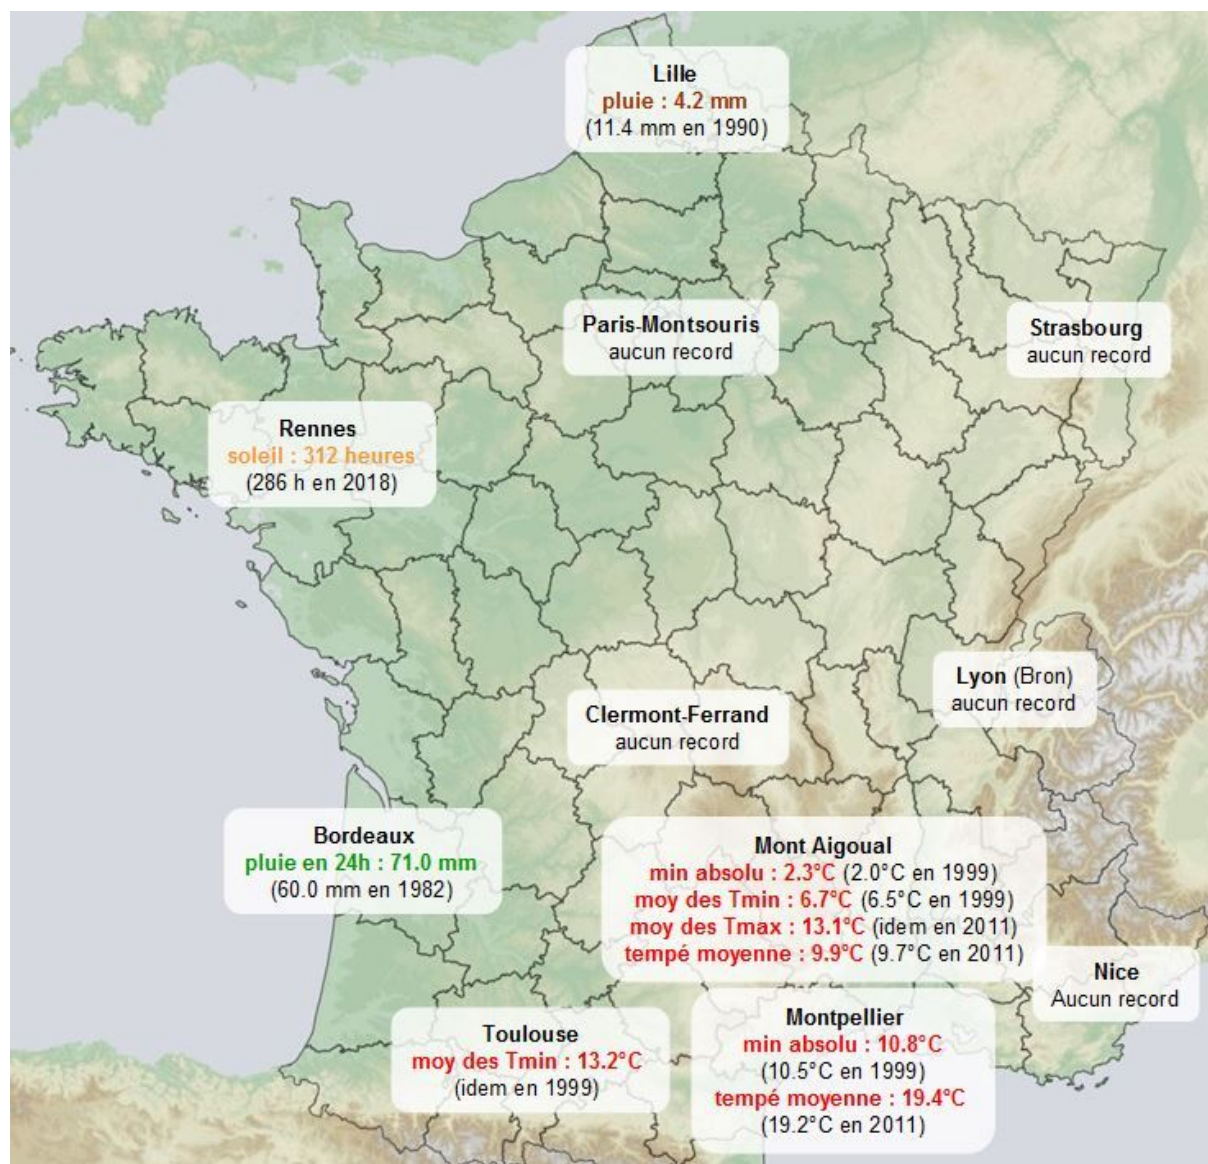 Lille
pluie : 4.2 mm
(11.4 mm en 1990)
Paris-Montsouris
aucun record
Strasbourg
aucun record
Rennes
soleil : 312 heures
(286 h en 2018)
Lyon (Bron)
aucun record
Clermont-Ferrand
aucun record
Bordeaux
pluie en 24h : 71.0 mm
(60.0 mm en 1982)
Mont Aigoual
min absolu : 2.3°C (2.0°C en 1999)
moy des Tmin : 6.7°C (6.5°C en 1999)
moy des Tmax : 13.1°C (idem en 2011)
tempé moyenne : 9.9°C (9.7°C en 2011)
Nice
Aucun record
Toulouse
moy des Tmin : 13.2°C
(idem en 1999)
Montpellier
min absolu : 10.8°C
(10.5°C en 1999)
tempé moyenne : 19.4°C
(19.2°C en 2011)